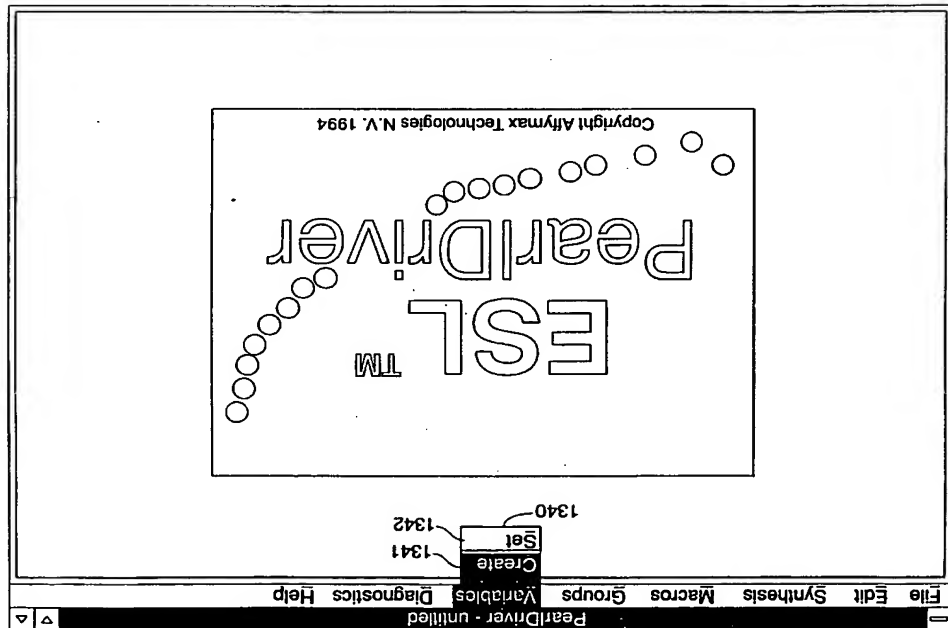 PearlDriver - untitled
File Edit Synthesis Macros Groups Variables Diagnostics Help
Create 1341
Set 1342
1340
ESL TM
PearlDriver
Copyright Affymax Technologies N.V. 1994